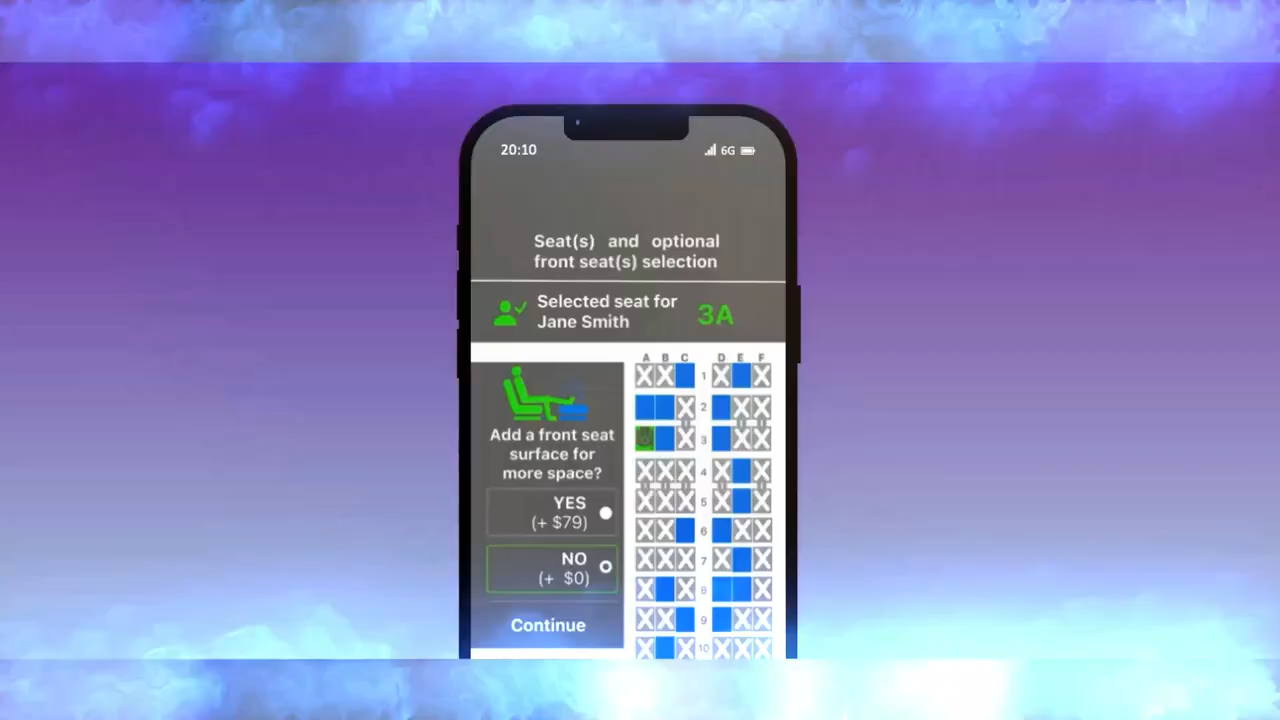 20:10
6G
Seat(s) and optional
front seat(s) selection
Selected seat for
Jane Smith
3A
Add a front seat
surface for
more space?
YES
(+ $79)
NO
(+ $0)
Continue
A B C D E F
X X 1 X X
X 2 X X
X 3 X X
X X X 4 X X
X X X 5 X X
X X 6 X X
X X X 7 X X
X X 8 X
X X 9 X X
X X 10 X X X